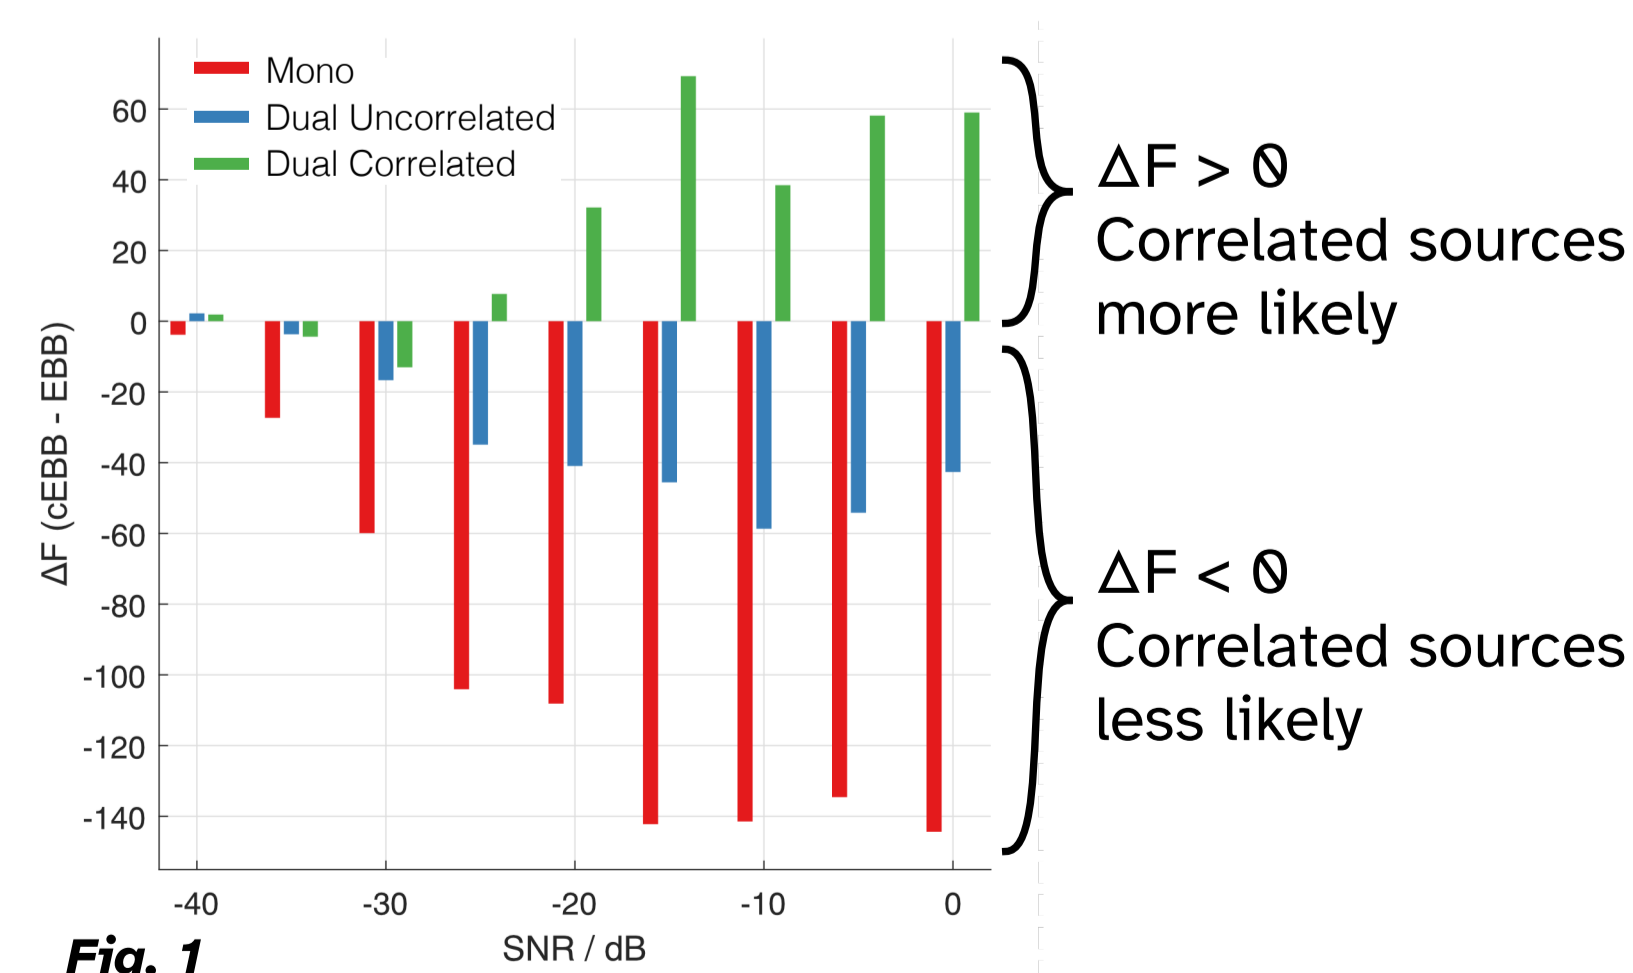 Mono
Dual Uncorrelated
Dual Correlated
60
40
20
0
-20
-40
-60
-80
-100
-120
-140
ΔF (cEBB - EBB)
-40
-30
-20
-10
0
SNR / dB
ΔF > 0
Correlated sources
more likely
ΔF < 0
Correlated sources
less likely
Fig. 1